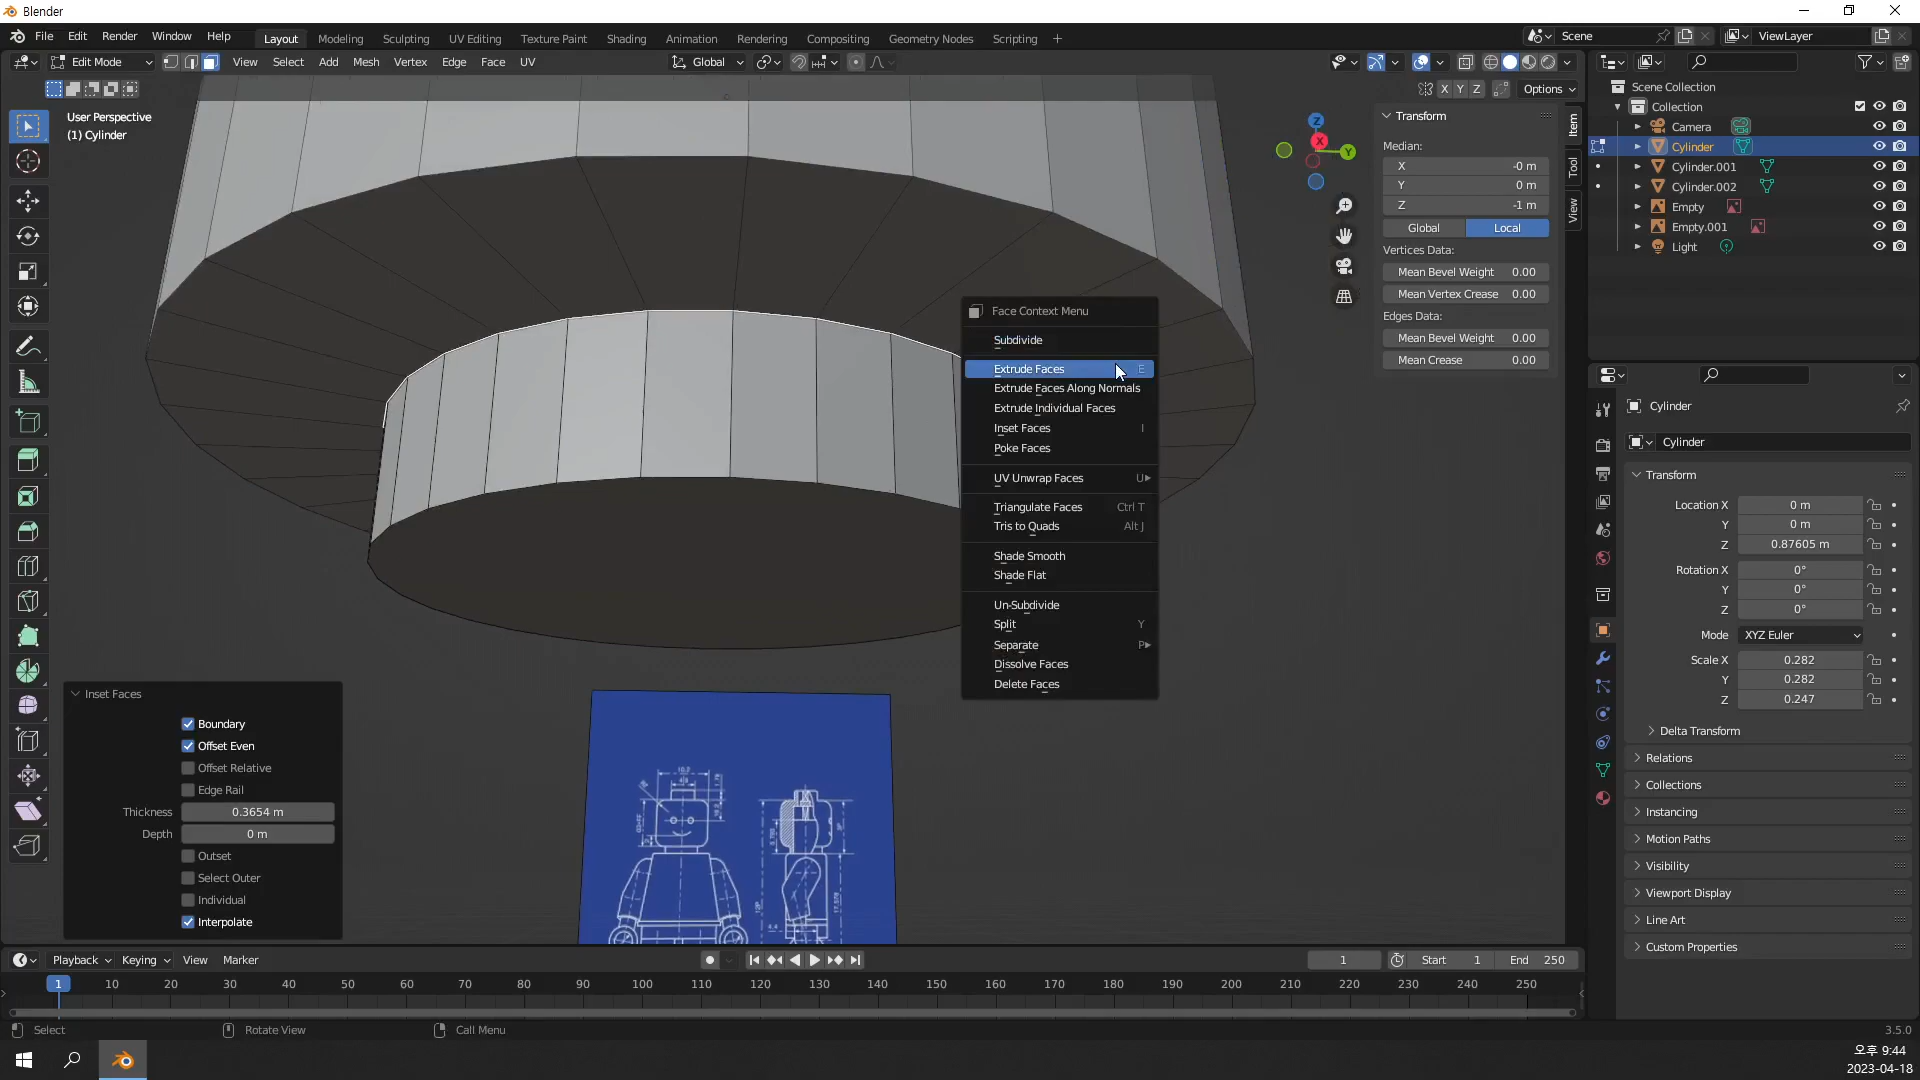 Blender
File Edit Render Window Help Layout Modeling Sculpting UV Editing Texture Paint Shading Animation Rendering Compositing Geometry Nodes Scripting + Scene ViewLayer
Edit Mode View Select Add Mesh Vertex Edge Face UV Global
X Y Z Options
User Perspective
(1) Cylinder
Z
X
Y
Item
Tool
View
Transform
Median:
X -0 m
Y 0 m
Z -1 m
Global Local
Vertices Data:
Mean Bevel Weight 0.00
Mean Vertex Crease 0.00
Edges Data:
Mean Bevel Weight 0.00
Mean Crease 0.00
Face Context Menu
Subdivide
Extrude Faces E
Extrude Faces Along Normals
Extrude Individual Faces
Inset Faces I
Poke Faces
UV Unwrap Faces U
Triangulate Faces Ctrl T
Tris to Quads Alt J
Shade Smooth
Shade Flat
Un-Subdivide
Split Y
Separate P
Dissolve Faces
Delete Faces
Inset Faces
Boundary
Offset Even
Offset Relative
Edge Rail
Thickness 0.3654 m
Depth 0 m
Outset
Select Outer
Individual
Interpolate
Scene Collection
Collection
Camera
Cylinder
Cylinder.001
Cylinder.002
Empty
Empty.001
Light
Cylinder
Cylinder
Transform
Location X 0 m
Y 0 m
Z 0.87605 m
Rotation X 0°
Y 0°
Z 0°
Mode XYZ Euler
Scale X 0.282
Y 0.282
Z 0.247
Delta Transform
Relations
Collections
Instancing
Motion Paths
Visibility
Viewport Display
Line Art
Custom Properties
Playback Keying View Marker 1 Start 1 End 250
1 10 20 30 40 50 60 70 80 90 100 110 120 130 140 150 160 170 180 190 200 210 220 230 240 250
Select Rotate View Call Menu 3.5.0
오후 9:44
2023-04-18